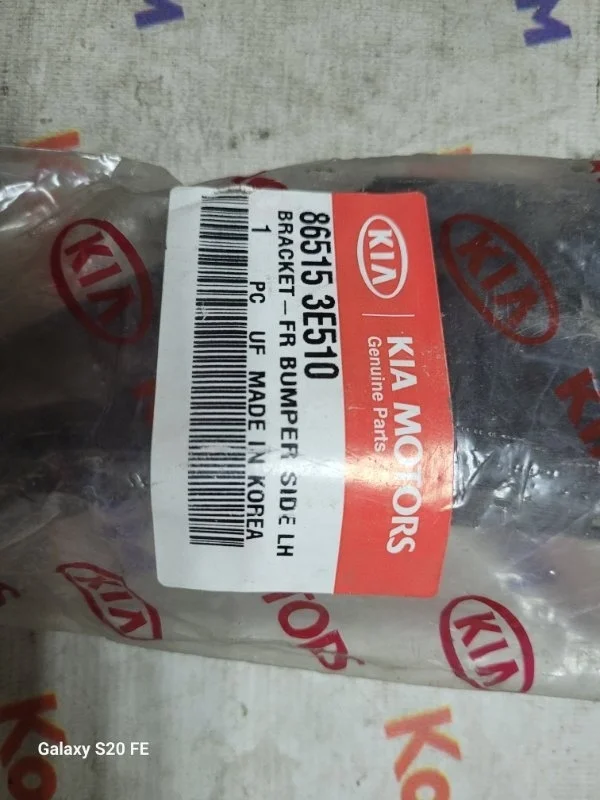 KIA
KIA MOTORS
Genuine Parts
86515 3E510
BRACKET-FR BUMPER SIDE LH
1 PC UF MADE IN KOREA
KIA
KIA
KIA
KIA
TORS
Galaxy S20 FE